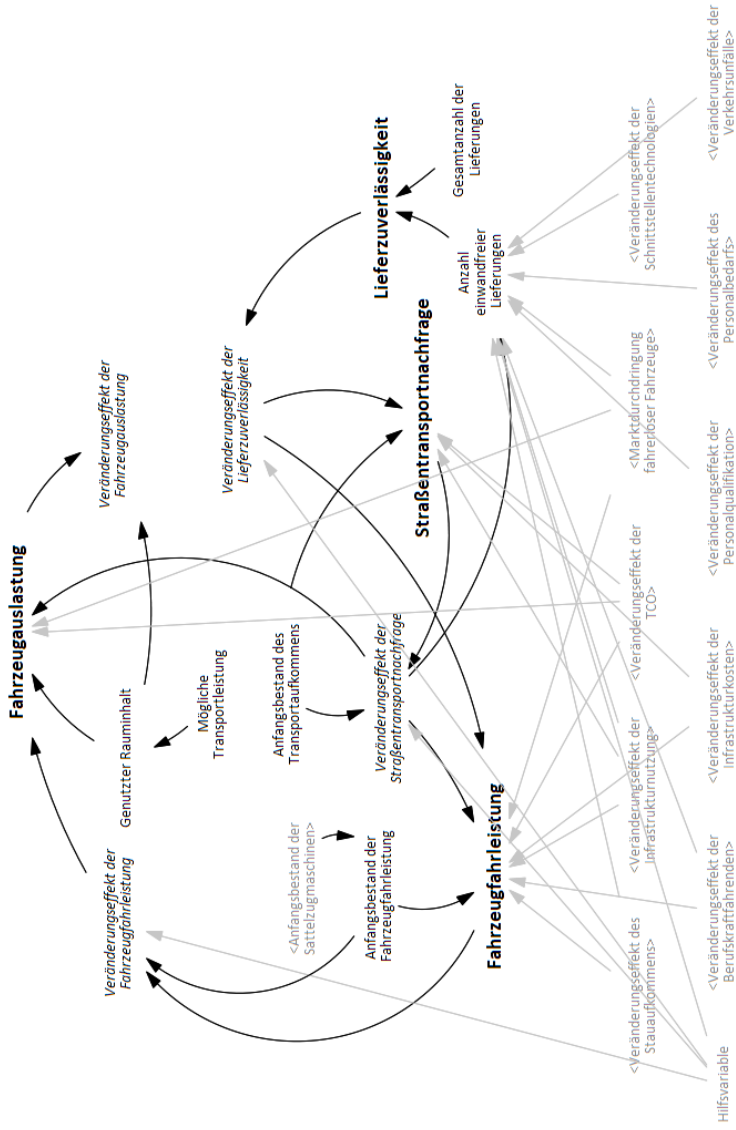 Fahrzeugauslastung
Veränderungseffekt der
Fahrzeugfahrleistung
Genutzter Rauminhalt
Veränderungseffekt der
Fahrzeugauslastung
Mögliche
Transportleistung
Veränderungseffekt der
Lieferzuverlässigkeit
<Anfangsbestand der
Sattelzugmaschinen>
Anfangsbestand des
Transportaufkommens
Anfangsbestand der
Fahrzeugfahrleistung
Veränderungseffekt der
Straßentransportnachfrage
Lieferzuverlässigkeit
Straßentransportnachfrage
Gesamtanzahl der
Lieferungen
Anzahl
einwandfreier
Lieferungen
Fahrzeugfahrleistung
<Veränderungseffekt des
Stauaufkommens>
<Veränderungseffekt der
Infrastrukturnutzung>
<Veränderungseffekt der
TCO>
<Marktdurchdringung
fahrerloser Fahrzeuge>
<Veränderungseffekt der
Schnittstellentechnologien>
Hilfsvariable
<Veränderungseffekt der
Berufskraftfahrenden>
<Veränderungseffekt der
Infrastrukturkosten>
<Veränderungseffekt der
Personalqualifikation>
<Veränderungseffekt des
Personalbedarfs>
<Veränderungseffekt der
Verkehrsunfälle>